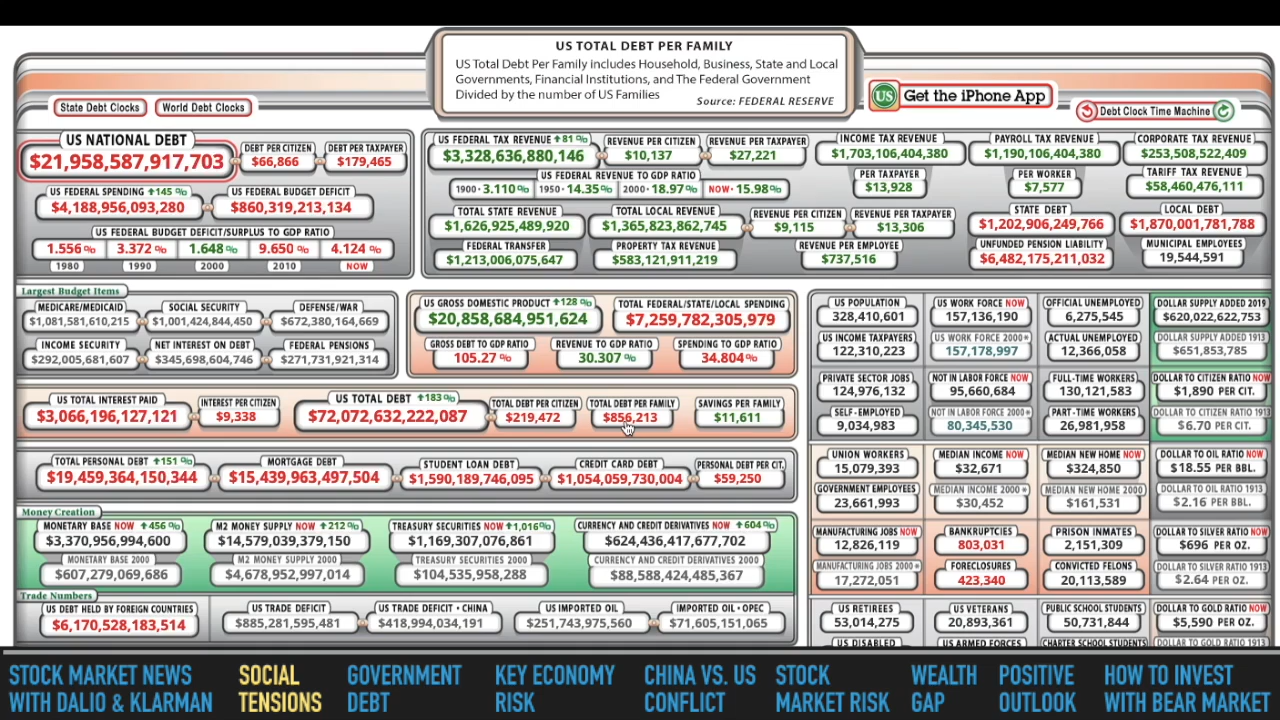 US TOTAL DEBT PER FAMILY
US Total Debt Per Family includes Household, Business, State and Local
Governments, Financial Institutions, and The Federal Government
Divided by the number of US Families
Source: FEDERAL RESERVE
State Debt Clocks
World Debt Clocks
US
Get the iPhone App
Debt Clock Time Machine
US NATIONAL DEBT
$21,958,587,917,703
DEBT PER CITIZEN
$66,866
DEBT PER TAXPAYER
$179,465
US FEDERAL SPENDING ↑145%
$4,188,956,093,280
US FEDERAL BUDGET DEFICIT
$860,319,213,134
US FEDERAL BUDGET DEFICIT/SURPLUS TO GDP RATIO
1.556% 3.372% 1.648% 9.650% 4.124%
1980 1990 2000 2010 NOW
US FEDERAL TAX REVENUE ↑81%
$3,328,636,880,146
REVENUE PER CITIZEN
$10,137
REVENUE PER TAXPAYER
$27,221
INCOME TAX REVENUE
$1,703,106,404,380
PAYROLL TAX REVENUE
$1,190,106,404,380
CORPORATE TAX REVENUE
$253,508,522,409
US FEDERAL REVENUE TO GDP RATIO
1900 · 3.110% 1950 · 14.35% 2000 · 18.97% NOW · 15.98%
PER TAXPAYER
$13,928
PER WORKER
$7,577
TARIFF TAX REVENUE
$58,460,476,111
TOTAL STATE REVENUE
$1,626,925,489,920
TOTAL LOCAL REVENUE
$1,365,823,862,745
REVENUE PER CITIZEN
$9,115
REVENUE PER TAXPAYER
$13,306
STATE DEBT
$1,202,906,249,766
LOCAL DEBT
$1,870,001,781,788
FEDERAL TRANSFER
$1,213,006,075,647
PROPERTY TAX REVENUE
$583,121,911,219
REVENUE PER EMPLOYEE
$737,516
UNFUNDED PENSION LIABILITY
$6,482,175,211,032
MUNICIPAL EMPLOYEES
19,544,591
Largest Budget Items
MEDICARE/MEDICAID
$1,081,581,610,215
SOCIAL SECURITY
$1,001,424,844,450
DEFENSE/WAR
$672,380,164,669
INCOME SECURITY
$292,005,681,607
NET INTEREST ON DEBT
$345,698,604,746
FEDERAL PENSIONS
$271,731,921,314
US GROSS DOMESTIC PRODUCT ↑128%
$20,858,684,951,624
TOTAL FEDERAL/STATE/LOCAL SPENDING
$7,259,782,305,979
GROSS DEBT TO GDP RATIO
105.27%
REVENUE TO GDP RATIO
30.307%
SPENDING TO GDP RATIO
34.804%
US TOTAL INTEREST PAID
$3,066,196,127,121
INTEREST PER CITIZEN
$9,338
US TOTAL DEBT ↑183%
$72,072,632,222,087
TOTAL DEBT PER CITIZEN
$219,472
TOTAL DEBT PER FAMILY
$856,213
SAVINGS PER FAMILY
$11,611
TOTAL PERSONAL DEBT ↑151%
$19,459,364,150,344
MORTGAGE DEBT
$15,439,963,497,504
STUDENT LOAN DEBT
$1,590,189,746,095
CREDIT CARD DEBT
$1,054,059,730,004
PERSONAL DEBT PER CIT.
$59,250
Money Creation
MONETARY BASE NOW ↑456%
$3,370,956,994,600
M2 MONEY SUPPLY NOW ↑212%
$14,579,039,379,150
TREASURY SECURITIES NOW ↑1,016%
$1,169,307,076,861
CURRENCY AND CREDIT DERIVATIVES NOW ↑604%
$624,436,417,677,702
MONETARY BASE 2000
$607,279,069,686
M2 MONEY SUPPLY 2000
$4,678,952,997,014
TREASURY SECURITIES 2000
$104,535,958,288
CURRENCY AND CREDIT DERIVATIVES 2000
$88,588,424,485,367
Trade Numbers
US DEBT HELD BY FOREIGN COUNTRIES
$6,170,528,183,514
US TRADE DEFICIT
$885,281,595,481
US TRADE DEFICIT · CHINA
$418,994,034,191
US IMPORTED OIL
$251,743,975,560
IMPORTED OIL · OPEC
$71,605,151,065
US POPULATION
328,410,601
US WORK FORCE NOW
157,136,190
OFFICIAL UNEMPLOYED
6,275,545
DOLLAR SUPPLY ADDED 2019
$620,022,622,753
US INCOME TAXPAYERS
122,310,223
US WORK FORCE 2000
157,178,997
ACTUAL UNEMPLOYED
12,366,058
DOLLAR SUPPLY ADDED 1913
$651,853,785
PRIVATE SECTOR JOBS
124,976,132
NOT IN LABOR FORCE NOW
95,660,684
FULL-TIME WORKERS
130,121,583
DOLLAR TO CITIZEN RATIO NOW
$1,890 PER CIT.
SELF-EMPLOYED
9,034,983
NOT IN LABOR FORCE 2000
80,345,530
PART-TIME WORKERS
26,981,958
DOLLAR TO CITIZEN RATIO 1913
$6.70 PER CIT.
UNION WORKERS
15,079,393
MEDIAN INCOME NOW
$32,671
MEDIAN NEW HOME NOW
$324,850
DOLLAR TO OIL RATIO NOW
$18.55 PER BBL.
GOVERNMENT EMPLOYEES
23,661,993
MEDIAN INCOME 2000
$30,452
MEDIAN NEW HOME 2000
$161,531
DOLLAR TO OIL RATIO 1913
$2.16 PER BBL.
MANUFACTURING JOBS NOW
12,826,119
BANKRUPTCIES
803,031
PRISON INMATES
2,151,309
DOLLAR TO SILVER RATIO NOW
$696 PER OZ.
MANUFACTURING JOBS 2000
17,272,051
FORECLOSURES
423,340
CONVICTED FELONS
20,113,589
DOLLAR TO SILVER RATIO 1913
$2.64 PER OZ.
US RETIREES
53,014,275
US VETERANS
20,893,361
PUBLIC SCHOOL STUDENTS
50,731,844
DOLLAR TO GOLD RATIO NOW
$5,590 PER OZ.
US DISABLED
US ARMED FORCES
CHARTER SCHOOL STUDENTS
DOLLAR TO GOLD RATIO 1913
STOCK MARKET NEWS
WITH DALIO & KLARMAN
SOCIAL
TENSIONS
GOVERNMENT
DEBT
KEY ECONOMY
RISK
CHINA VS. US
CONFLICT
STOCK
MARKET RISK
WEALTH
GAP
POSITIVE
OUTLOOK
HOW TO INVEST
WITH BEAR MARKET